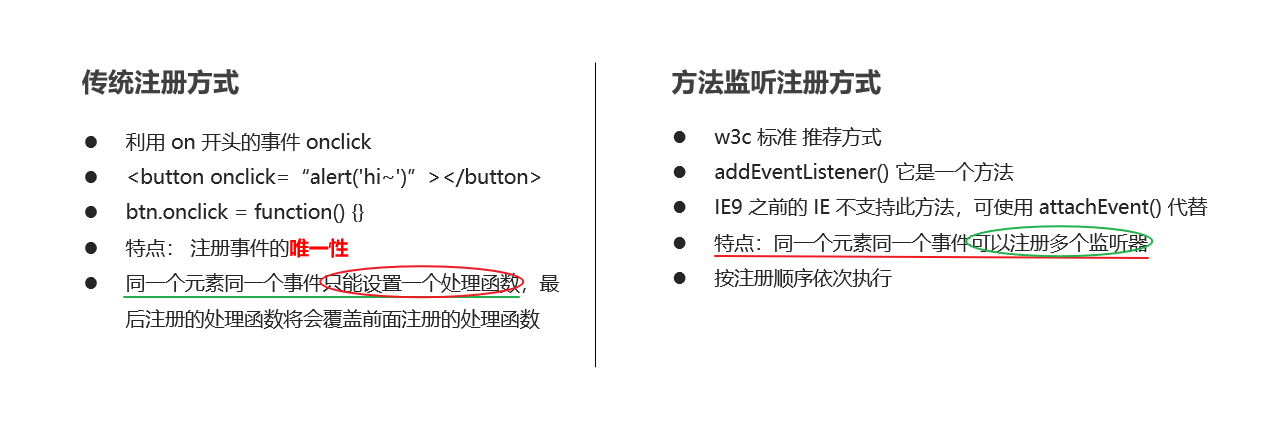 传统注册方式
● 利用 on 开头的事件 onclick
● <button onclick=“alert('hi~')”></button>
● btn.onclick = function() {}
● 特点： 注册事件的唯一性
● 同一个元素同一个事件只能设置一个处理函数，最
后注册的处理函数将会覆盖前面注册的处理函数
方法监听注册方式
● w3c 标准 推荐方式
● addEventListener() 它是一个方法
● IE9 之前的 IE 不支持此方法，可使用 attachEvent() 代替
● 特点：同一个元素同一个事件可以注册多个监听器
● 按注册顺序依次执行